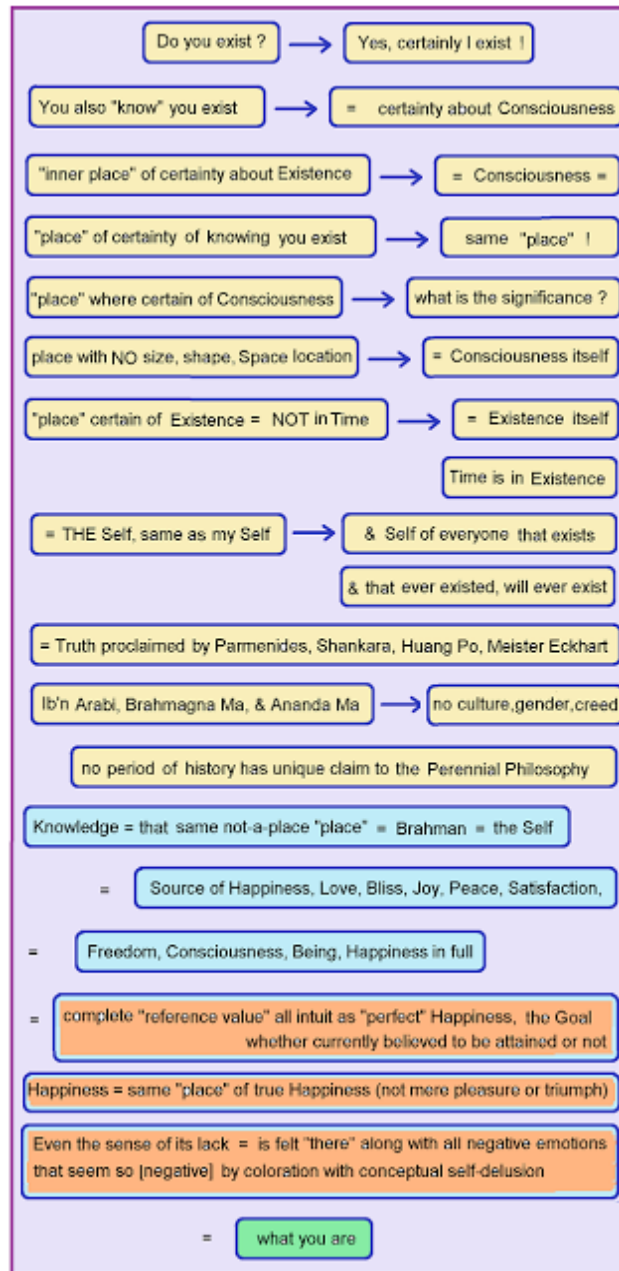 Do you exist ? Yes, certainly I exist !
You also "know" you exist = certainty about Consciousness
"inner place" of certainty about Existence = Consciousness =
"place" of certainty of knowing you exist same "place" !
"place" where certain of Consciousness what is the significance ?
place with NO size, shape, Space location = Consciousness itself
"place" certain of Existence = NOT in Time = Existence itself
Time is in Existence
= THE Self, same as my Self & Self of everyone that exists
& that ever existed, will ever exist
= Truth proclaimed by Parmenides, Shankara, Huang Po, Meister Eckhart
Ib'n Arabi, Brahmagna Ma, & Ananda Ma no culture,gender,creed
no period of history has unique claim to the Perennial Philosophy
Knowledge = that same not-a-place "place" = Brahman = the Self
= Source of Happiness, Love, Bliss, Joy, Peace, Satisfaction,
= Freedom, Consciousness, Being, Happiness in full
= complete "reference value" all intuit as "perfect" Happiness, the Goal
whether currently believed to be attained or not
Happiness = same "place" of true Happiness (not mere pleasure or triumph)
Even the sense of its lack = is felt "there" along with all negative emotions
that seem so [negative] by coloration with conceptual self-delusion
= what you are